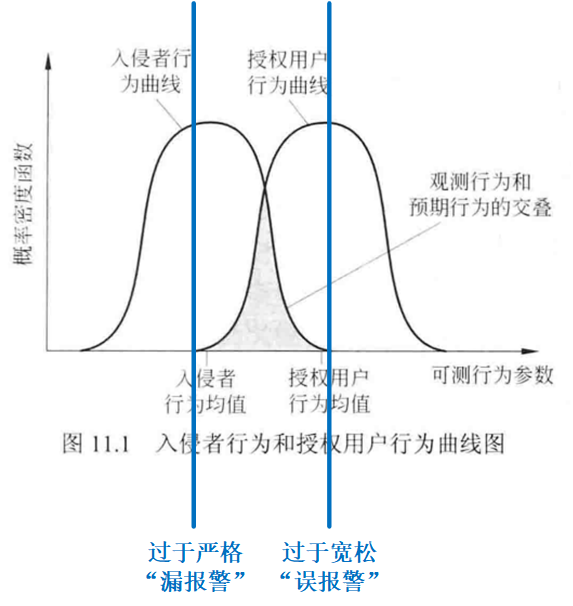 入侵者行
为曲线
授权用户
行为曲线
概率密度函数
观测行为和
预期行为的交叠
入侵者
行为均值
授权用户
行为均值
可测行为参数
图 11.1 入侵者行为和授权用户行为曲线图
过于严格
“漏报警”
过于宽松
“误报警”